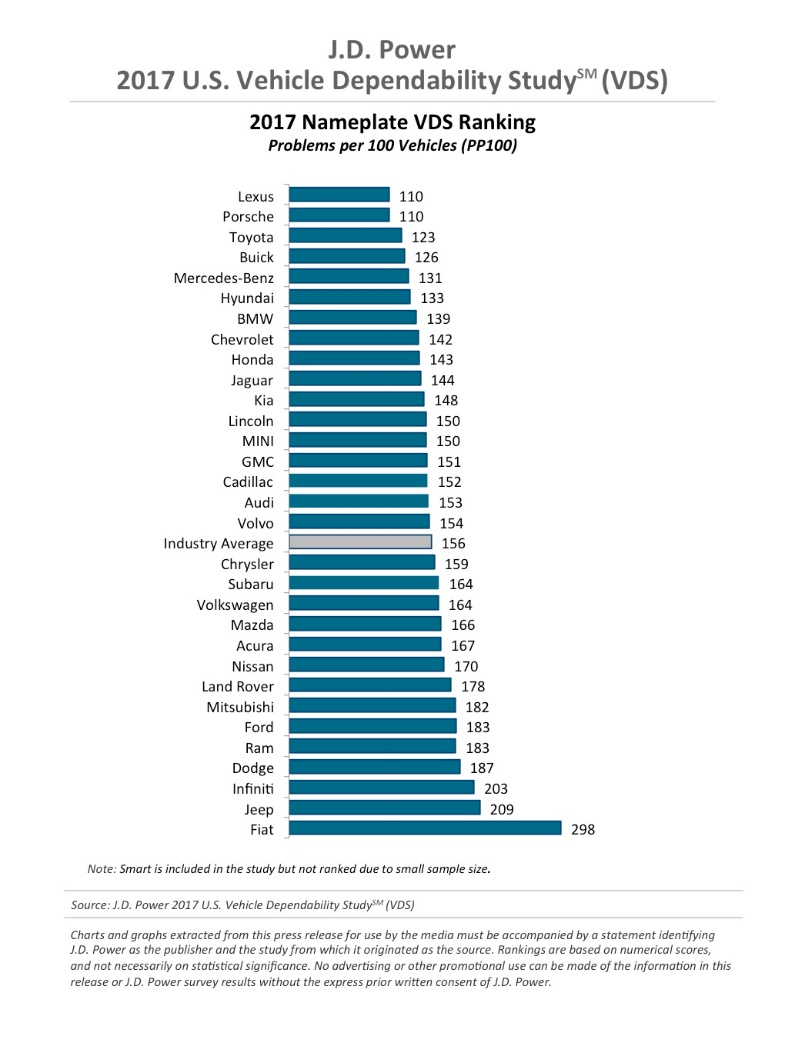 J.D. Power
2017 U.S. Vehicle Dependability StudySM (VDS)
2017 Nameplate VDS Ranking
Problems per 100 Vehicles (PP100)
Lexus 110
Porsche 110
Toyota 123
Buick 126
Mercedes-Benz 131
Hyundai 133
BMW 139
Chevrolet 142
Honda 143
Jaguar 144
Kia 148
Lincoln 150
MINI 150
GMC 151
Cadillac 152
Audi 153
Volvo 154
Industry Average 156
Chrysler 159
Subaru 164
Volkswagen 164
Mazda 166
Acura 167
Nissan 170
Land Rover 178
Mitsubishi 182
Ford 183
Ram 183
Dodge 187
Infiniti 203
Jeep 209
Fiat 298
Note: Smart is included in the study but not ranked due to small sample size.
Source: J.D. Power 2017 U.S. Vehicle Dependability StudySM (VDS)
Charts and graphs extracted from this press release for use by the media must be accompanied by a statement identifying
J.D. Power as the publisher and the study from which it originated as the source. Rankings are based on numerical scores,
and not necessarily on statistical significance. No advertising or other promotional use can be made of the information in this
release or J.D. Power survey results without the express prior written consent of J.D. Power.